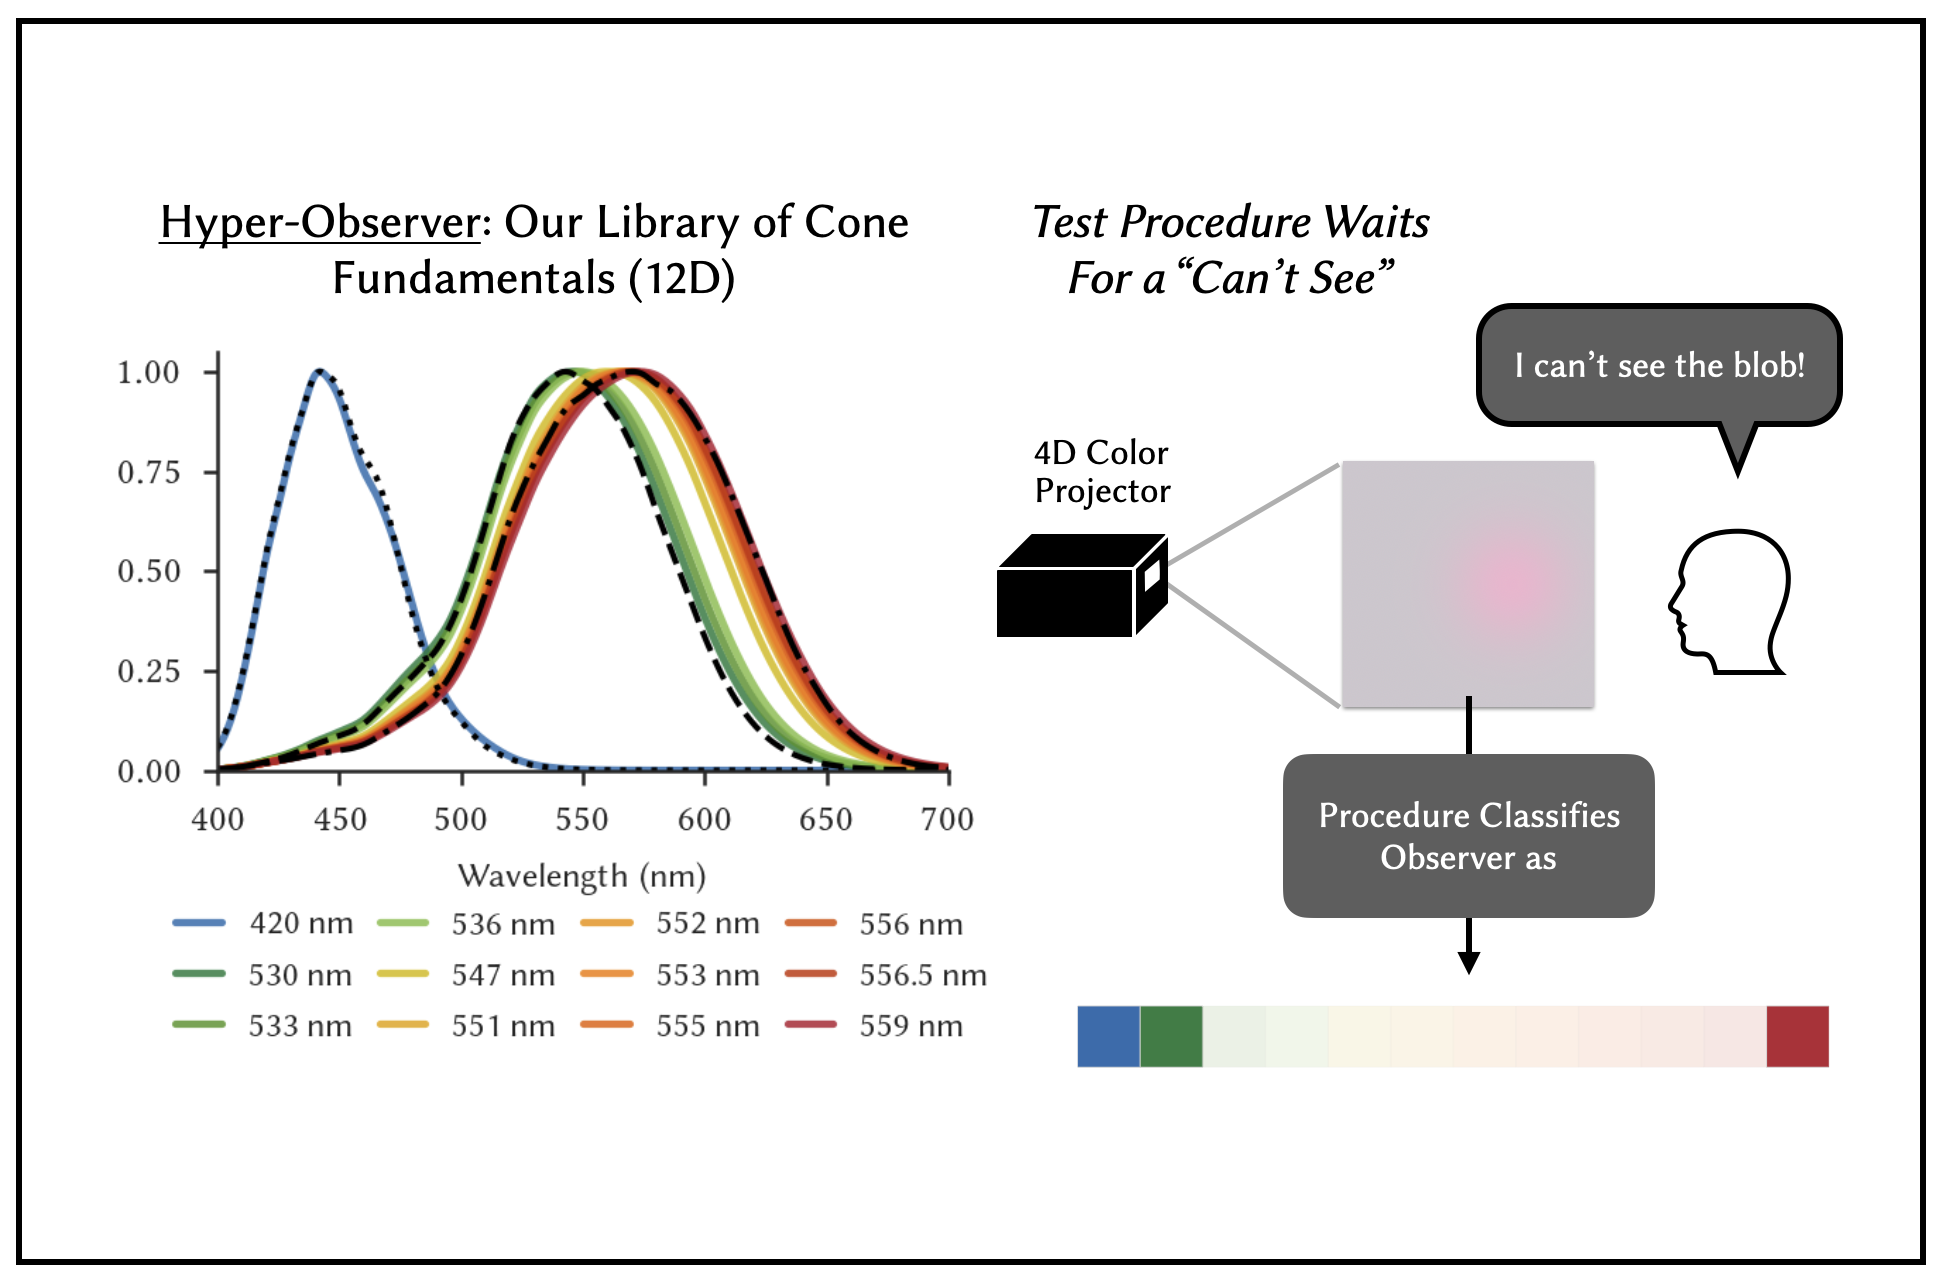 Hyper-Observer: Our Library of Cone
Fundamentals (12D)
1.00
0.75
0.50
0.25
0.00
400 450 500 550 600 650 700
Wavelength (nm)
420 nm 536 nm 552 nm 556 nm
530 nm 547 nm 553 nm 556.5 nm
533 nm 551 nm 555 nm 559 nm
Test Procedure Waits
For a “Can’t See”
I can’t see the blob!
4D Color
Projector
Procedure Classifies
Observer as